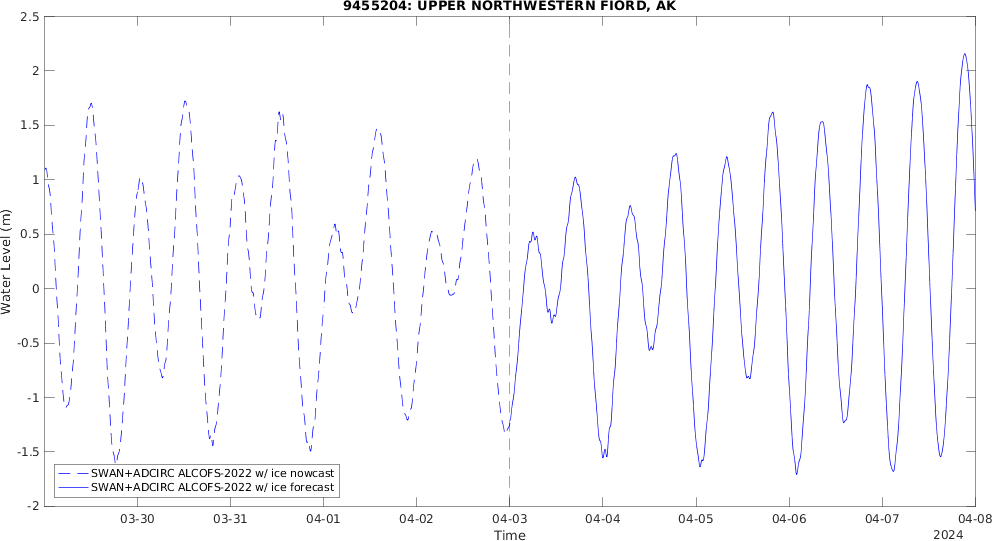 9455204: UPPER NORTHWESTERN FIORD, AK
2.5
2
1.5
1
0.5
0
-0.5
-1
-1.5
-2
Water Level (m)
SWAN+ADCIRC ALCOFS-2022 w/ ice nowcast
SWAN+ADCIRC ALCOFS-2022 w/ ice forecast
03-30 03-31 04-01 04-02 04-03 04-04 04-05 04-06 04-07 04-08
Time
2024